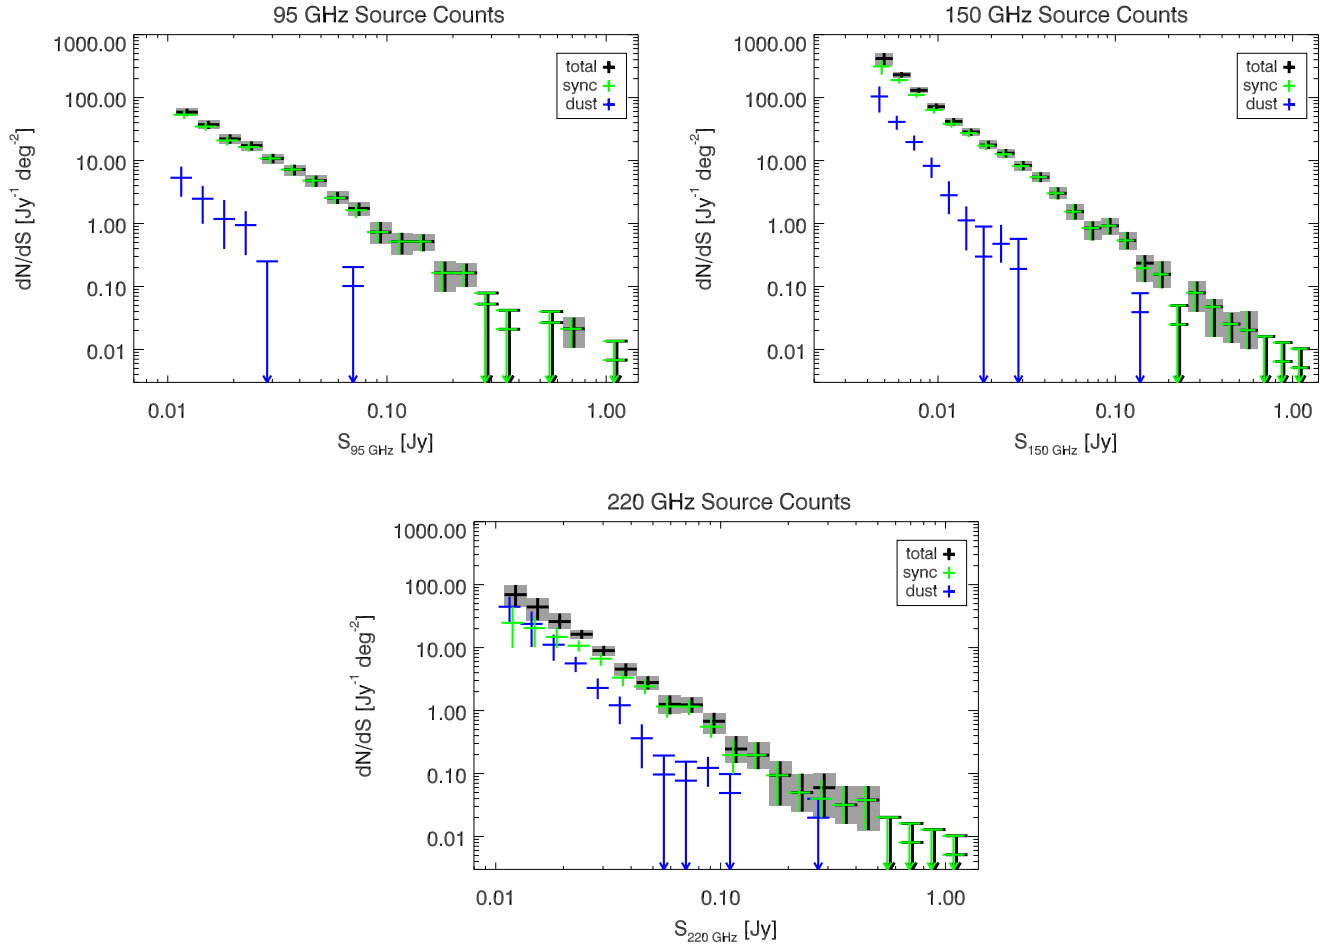 95 GHz Source Counts
1000.00
100.00
10.00
1.00
0.10
0.01
dN/dS [Jy⁻¹ deg⁻²]
total
sync
dust
0.01 0.10 1.00
S₉₅ GHz [Jy]
150 GHz Source Counts
1000.00
100.00
10.00
1.00
0.10
0.01
dN/dS [Jy⁻¹ deg⁻²]
total
sync
dust
0.01 0.10 1.00
S₁₅₀ GHz [Jy]
220 GHz Source Counts
1000.00
100.00
10.00
1.00
0.10
0.01
dN/dS [Jy⁻¹ deg⁻²]
total
sync
dust
0.01 0.10 1.00
S₂₂₀ GHz [Jy]